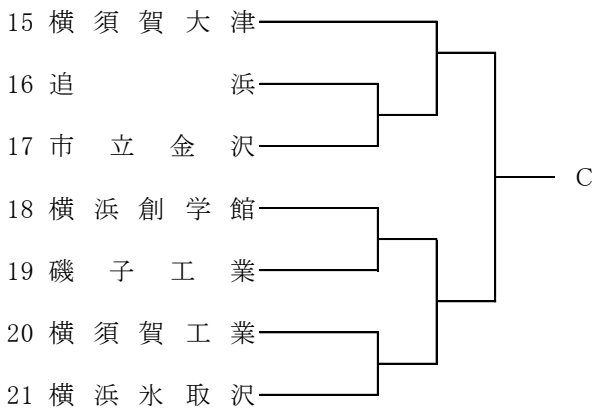 15 横須賀大津
16 追浜
17 市立金沢
C
18 横浜創学館
19 磯子工業
20 横須賀工業
21 横浜氷取沢